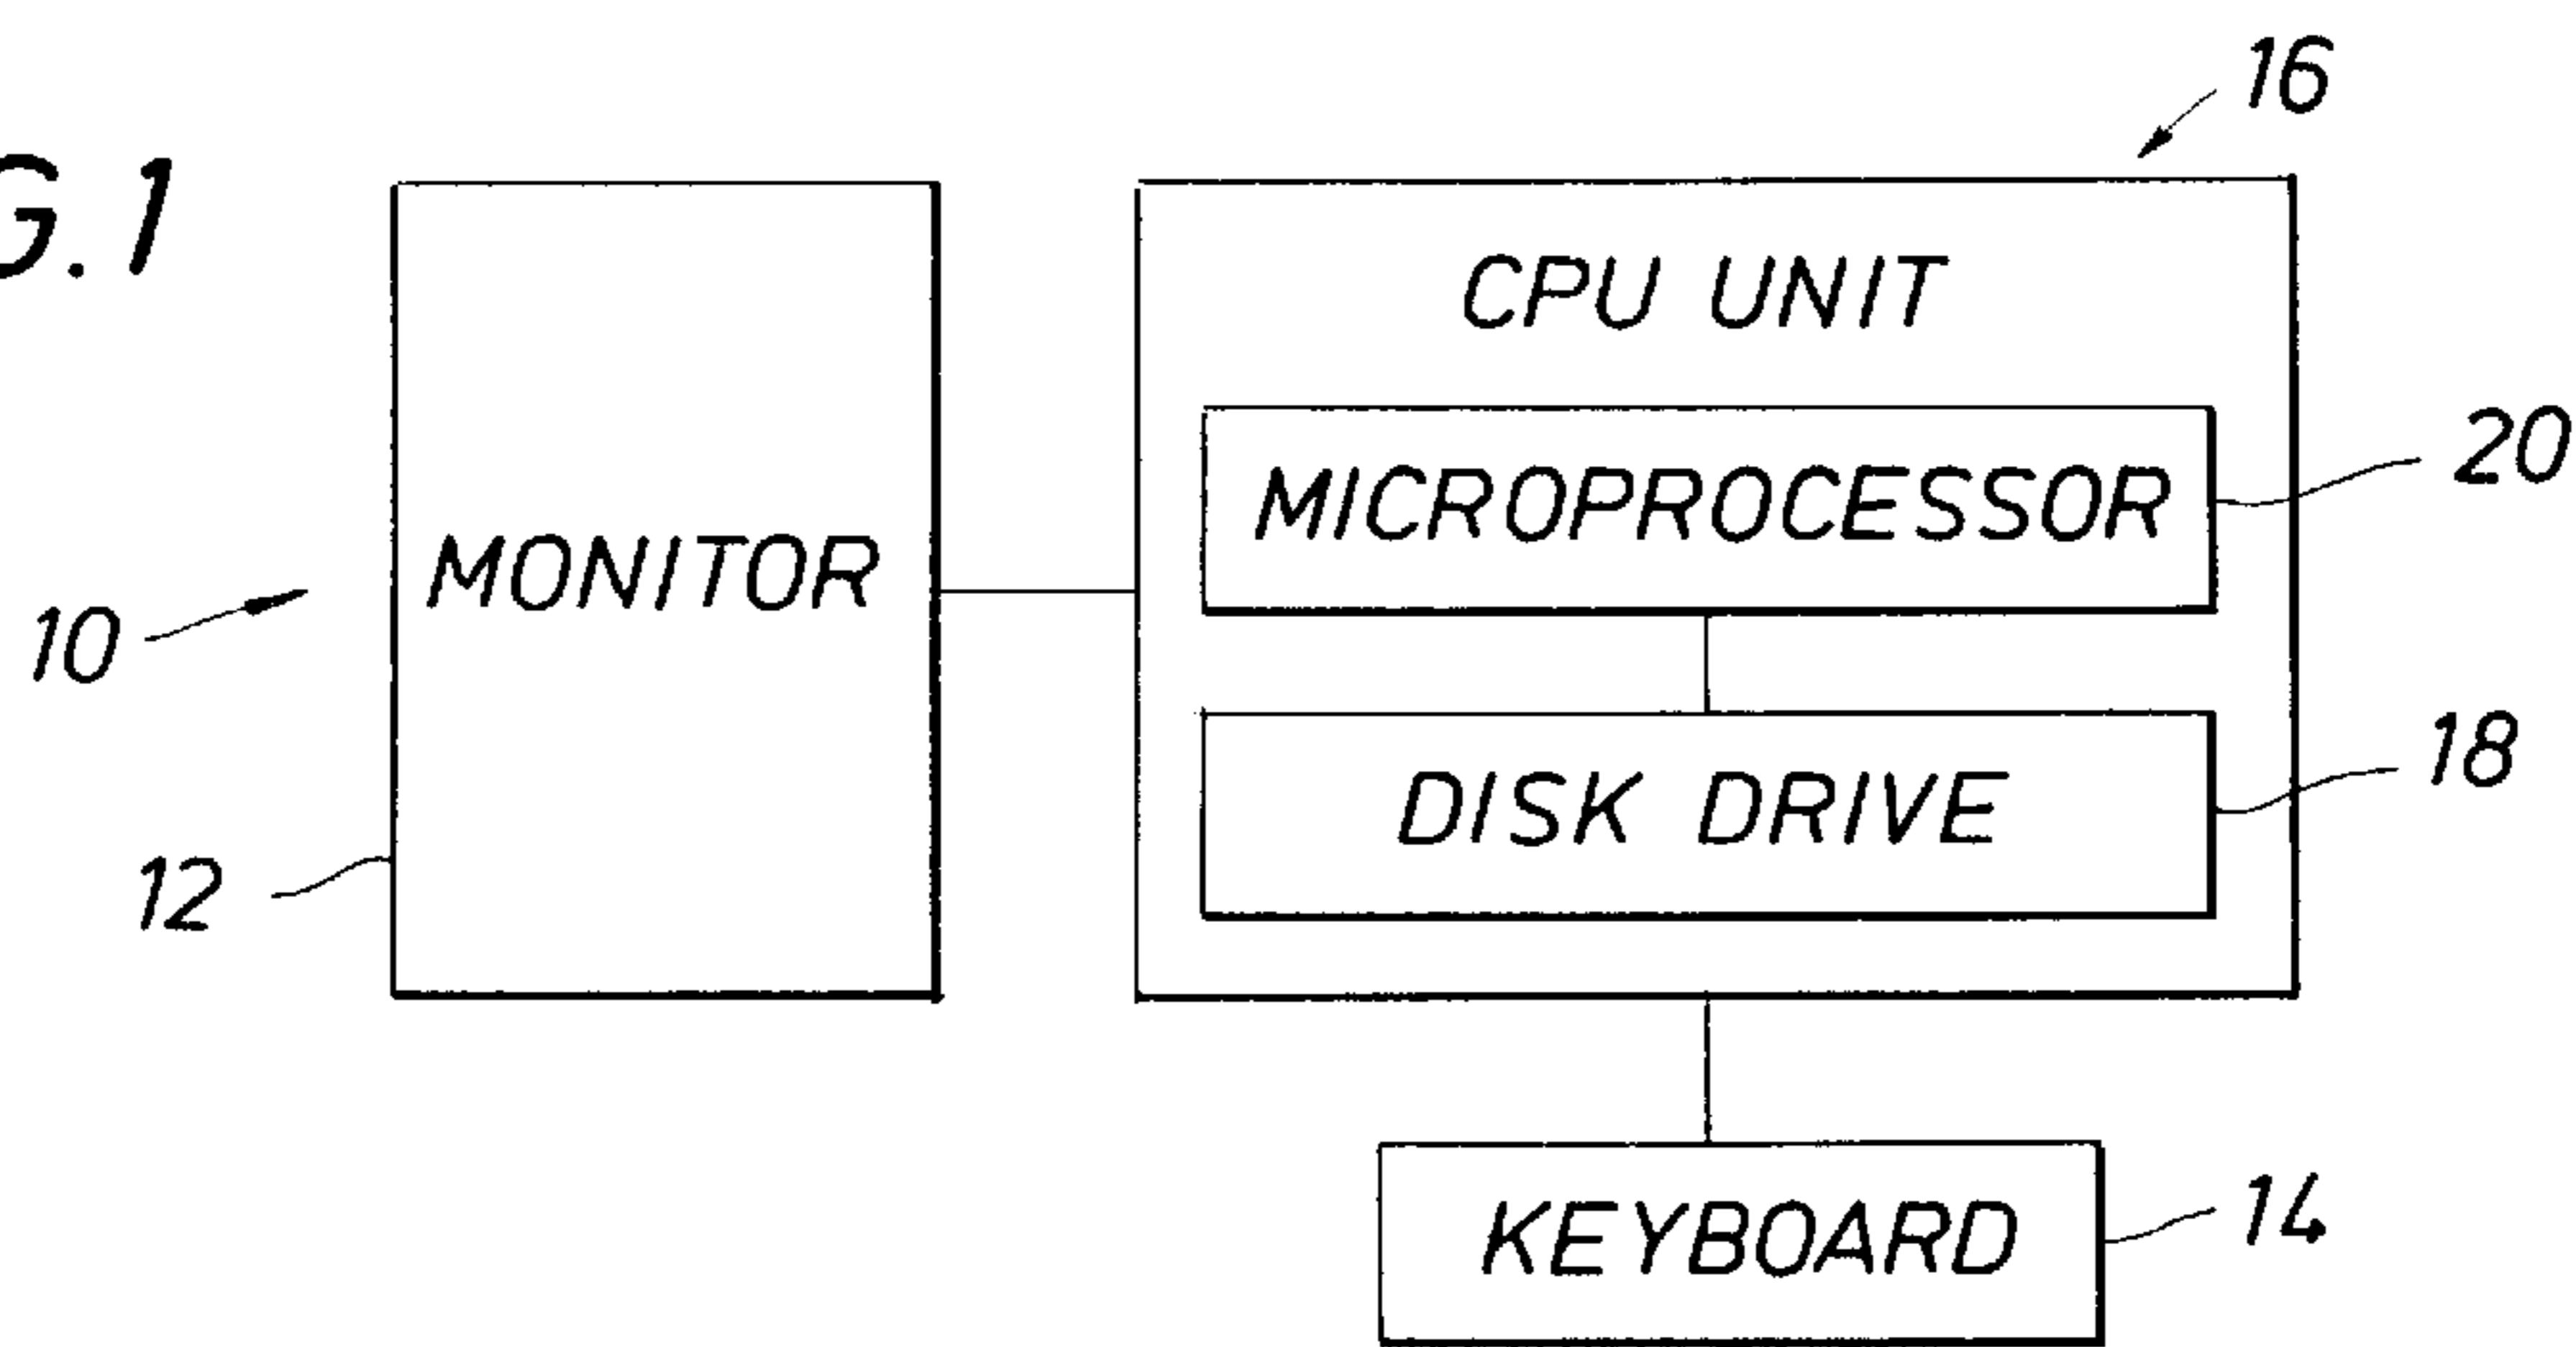 G.1
16
CPU UNIT
MICROPROCESSOR
20
MONITOR
10
DISK DRIVE
18
12
KEYBOARD
14